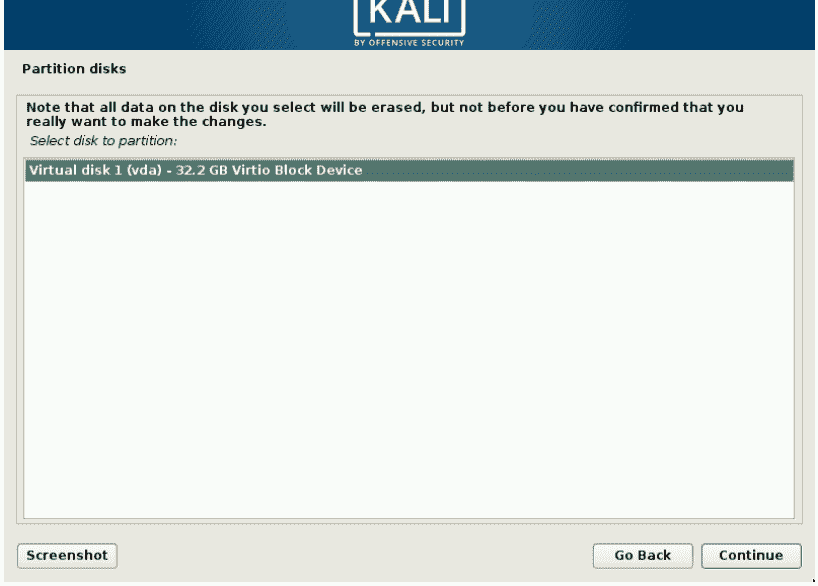 KALI
BY OFFENSIVE SECURITY
Partition disks
Note that all data on the disk you select will be erased, but not before you have confirmed that you
really want to make the changes.
Select disk to partition:
Virtual disk 1 (vda) - 32.2 GB Virtio Block Device
Screenshot
Go Back
Continue